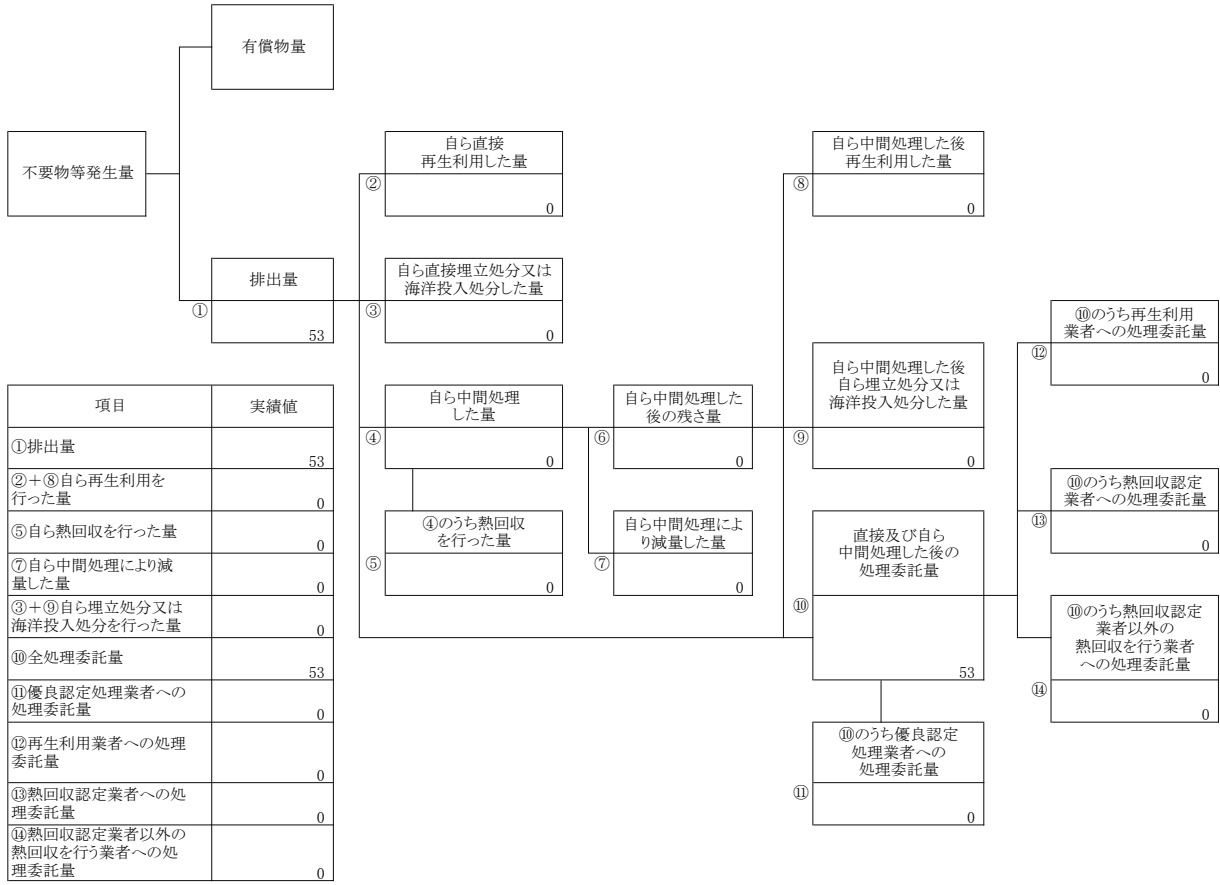 有償物量
不要物等発生量
自ら直接
再生利用した量
②
0
自ら中間処理した後
再生利用した量
⑧
0
排出量
①
53
自ら直接埋立処分又は
海洋投入処分した量
③
0
⑩のうち再生利用
業者への処理委託量
⑫
0
自ら中間処理
した量
④
0
自ら中間処理した
後の残さ量
⑥
0
自ら中間処理した後
自ら埋立処分又は
海洋投入処分した量
⑨
0
⑩のうち熱回収認定
業者への処理委託量
⑬
0
④のうち熱回収
を行った量
⑤
0
自ら中間処理によ
り減量した量
⑦
0
直接及び自ら
中間処理した後の
処理委託量
⑩
53
⑩のうち熱回収認定
業者以外の
熱回収を行う業者
への処理委託量
⑭
0
⑩のうち優良認定
処理業者への
処理委託量
⑪
0
項目 実績値
①排出量
53
②+⑧自ら再生利用を
行った量
0
⑤自ら熱回収を行った量
0
⑦自ら中間処理により減
量した量
0
③+⑨自ら埋立処分又は
海洋投入処分を行った量
0
⑩全処理委託量
53
⑪優良認定処理業者への
処理委託量
0
⑫再生利用業者への処理
委託量
0
⑬熱回収認定業者への処
理委託量
0
⑭熱回収認定業者以外の
熱回収を行う業者への処
理委託量
0